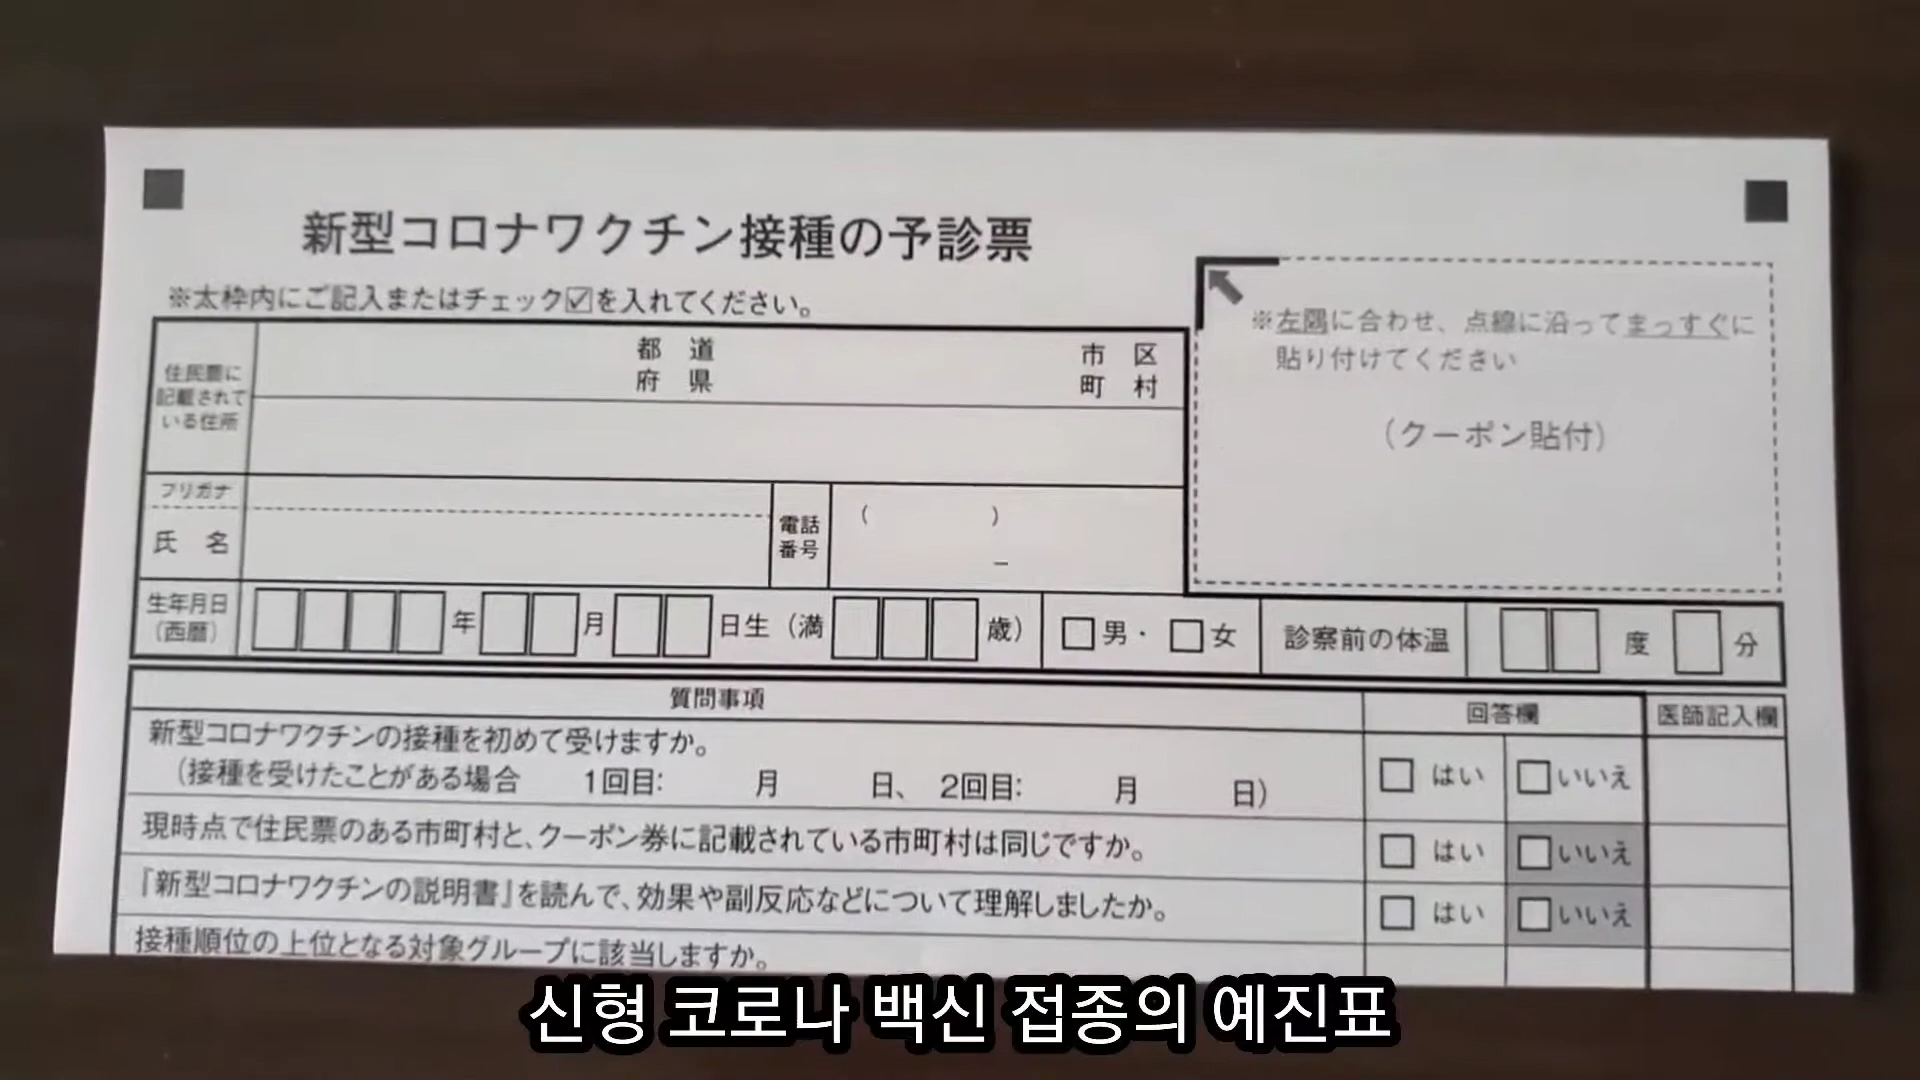 新型コロナワクチン接種の予診票
※太枠内にご記入またはチェック☑を入れてください。
※左隅に合わせ、点線に沿ってまっすぐに
貼り付けてください
（クーポン貼付）
住民票に
記載されて
いる住所
都 道
府 県
市 区
町 村
フリガナ
氏 名
電話
番号
（ ）
－
生年月日
（西暦）
年 月 日生（満 歳） □男・□女 診察前の体温 度 分
質問事項 回答欄 医師記入欄
新型コロナワクチンの接種を初めて受けますか。
（接種を受けたことがある場合 1回目: 月 日、 2回目: 月 日）
□ はい □ いいえ
現時点で住民票のある市町村と、クーポン券に記載されている市町村は同じですか。 □ はい □ いいえ
『新型コロナワクチンの説明書』を読んで、効果や副反応などについて理解しましたか。 □ はい □ いいえ
接種順位の上位となる対象グループに該当しますか。
신형 코로나 백신 접종의 예진표